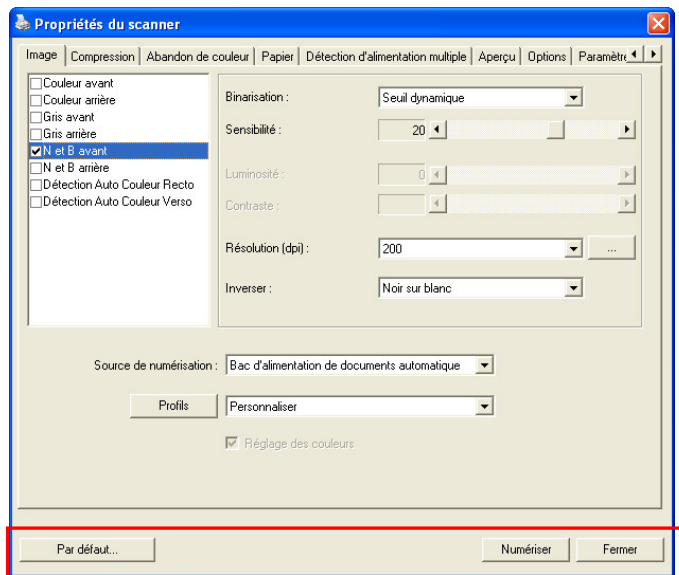 Propriétés du scanner
Image Compression Abandon de couleur Papier Détection d'alimentation multiple Aperçu Options Paramètre
Couleur avant
Couleur arrière
Gris avant
Gris arrière
N et B avant
N et B arrière
Détection Auto Couleur Recto
Détection Auto Couleur Verso
Binarisation : Seuil dynamique
Sensibilité : 20
Luminosité : 0
Contraste :
Résolution (dpi) : 200 ...
Inverser : Noir sur blanc
Source de numérisation : Bac d'alimentation de documents automatique
Profils Personnaliser
Réglage des couleurs
Par défaut... Numériser Fermer